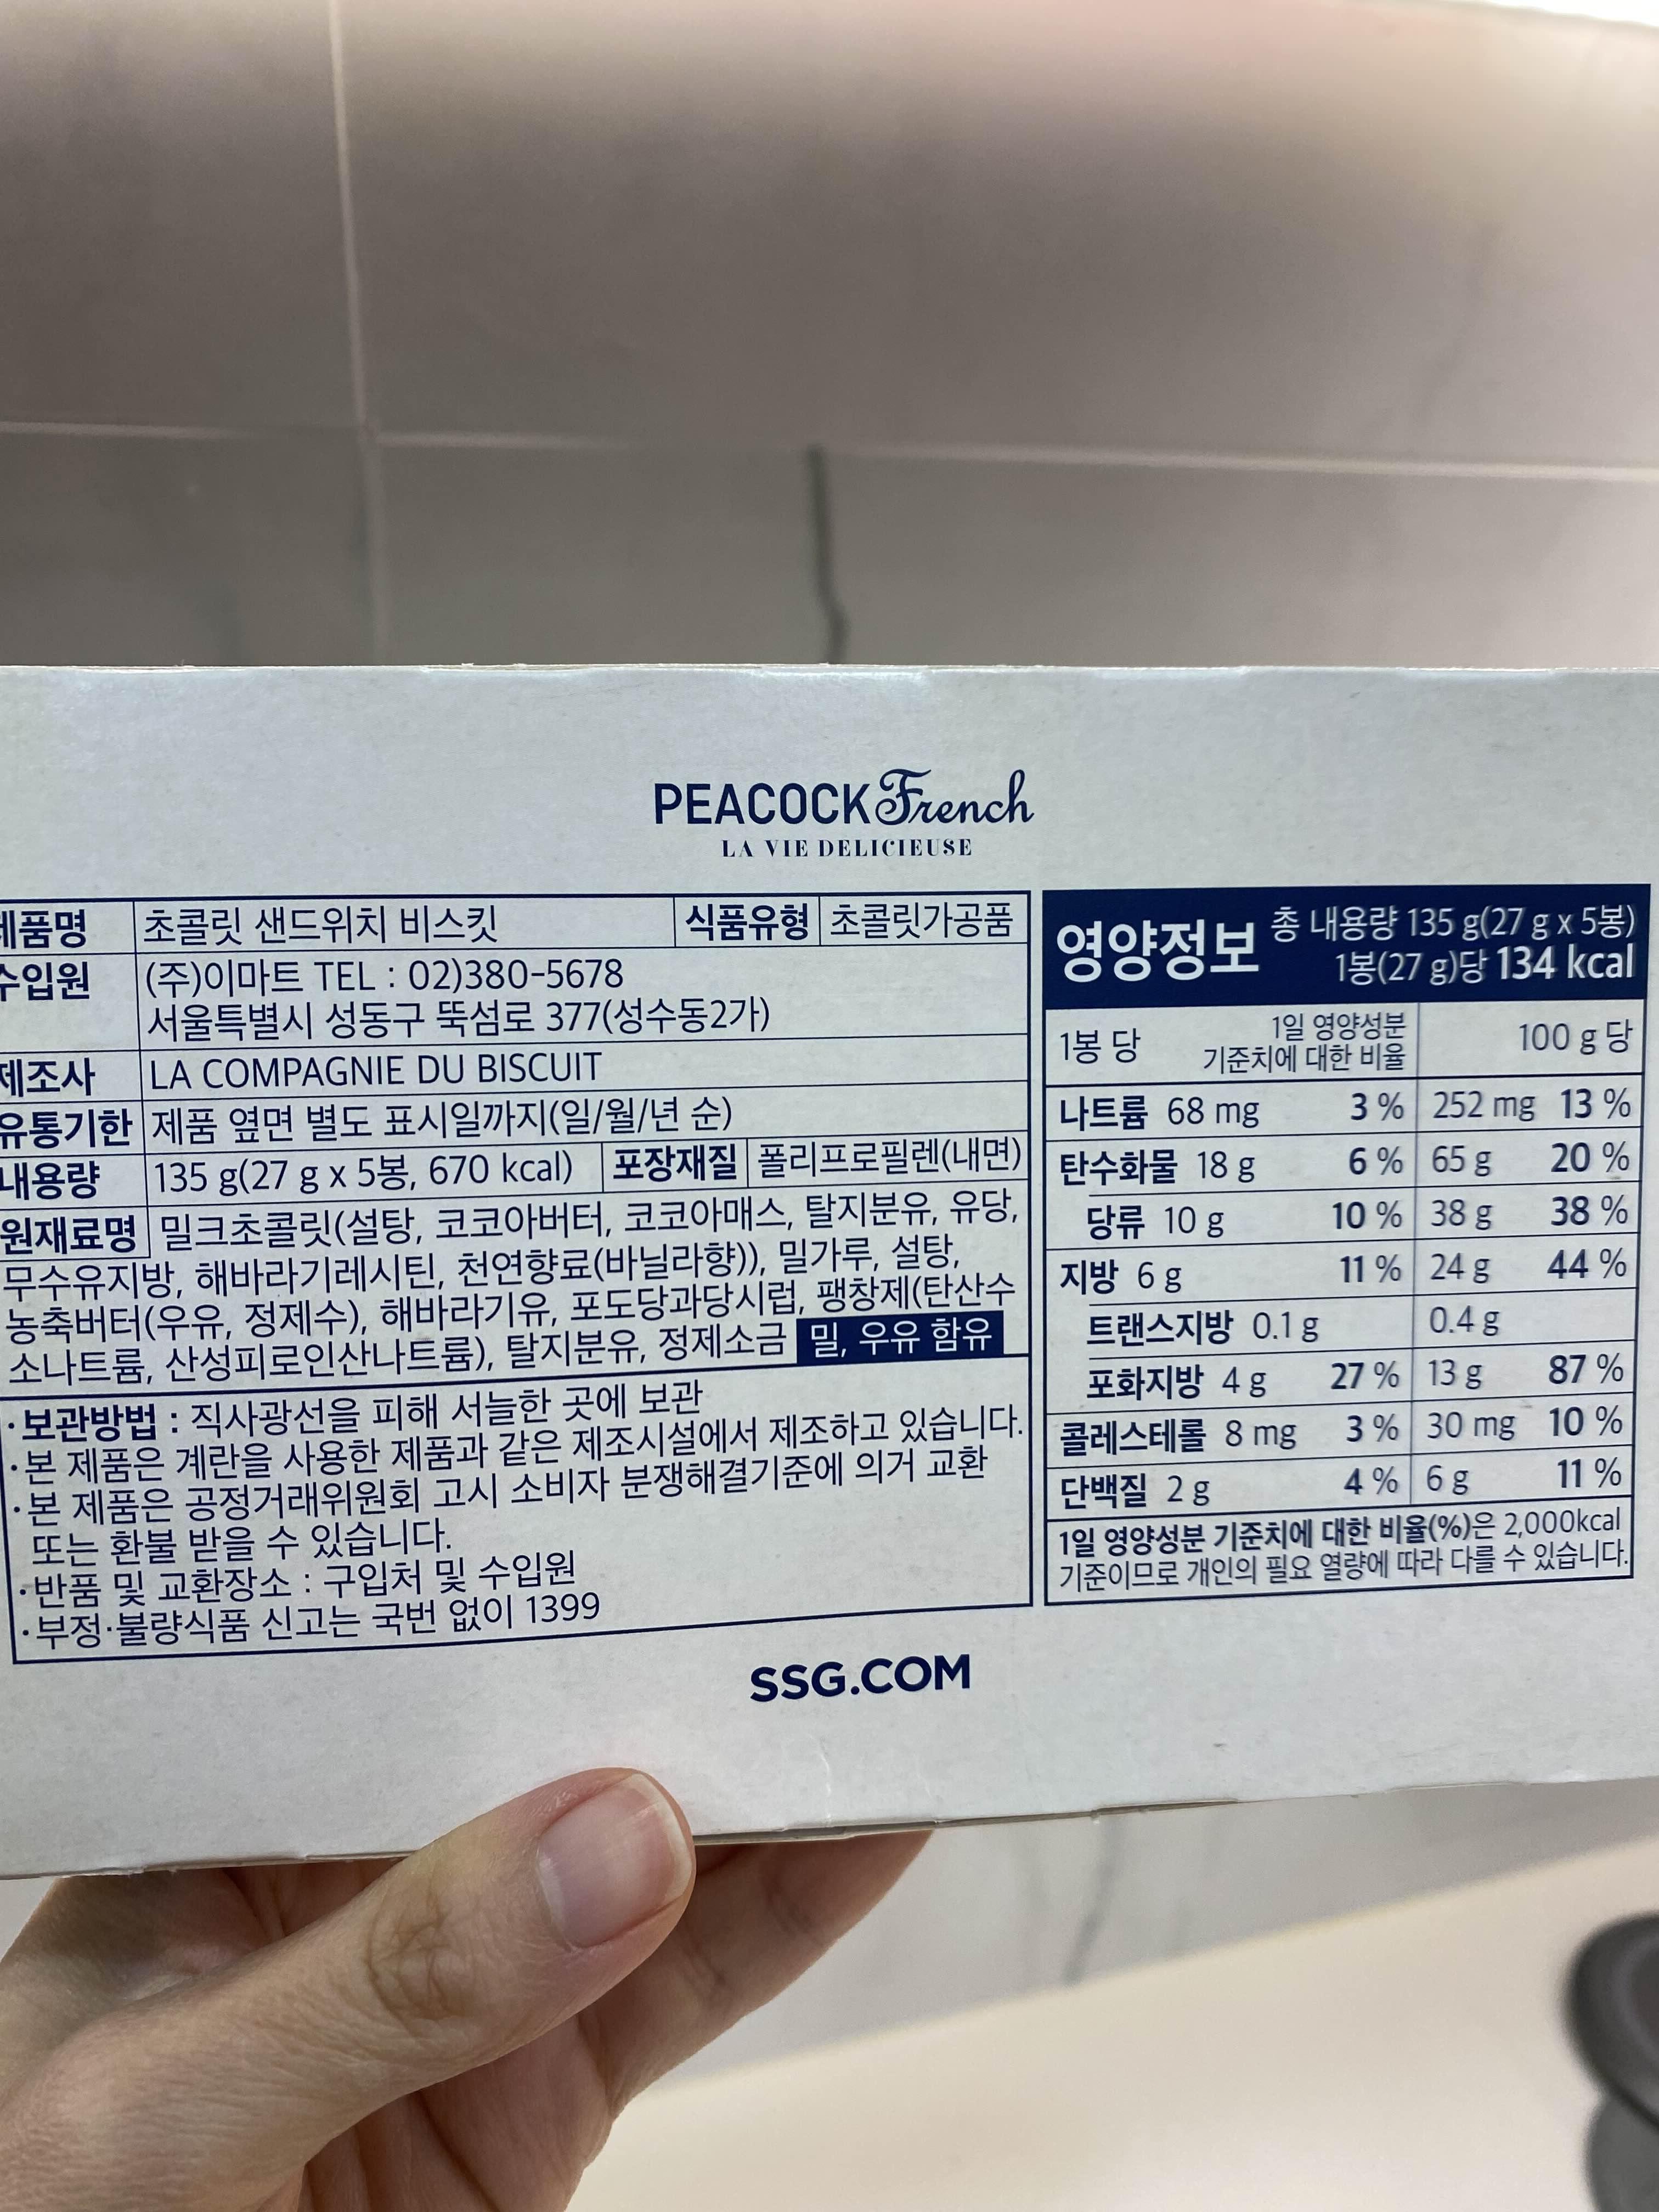 PEACOCK French
LA VIE DELICIEUSE
제품명 초콜릿 샌드위치 비스킷 식품유형 초콜릿가공품
수입원 (주)이마트 TEL : 02)380-5678
서울특별시 성동구 뚝섬로 377(성수동2가)
제조사 LA COMPAGNIE DU BISCUIT
유통기한 제품 옆면 별도 표시일까지(일/월/년 순)
내용량 135 g(27 g x 5봉, 670 kcal) 포장재질 폴리프로필렌(내면)
원재료명 밀크초콜릿(설탕, 코코아버터, 코코아매스, 탈지분유, 유당,
무수유지방, 해바라기레시틴, 천연향료(바닐라향)), 밀가루, 설탕,
농축버터(우유, 정제수), 해바라기유, 포도당과당시럽, 팽창제(탄산수
소나트륨, 산성피로인산나트륨), 탈지분유, 정제소금 밀, 우유 함유
·보관방법 : 직사광선을 피해 서늘한 곳에 보관
·본 제품은 계란을 사용한 제품과 같은 제조시설에서 제조하고 있습니다.
·본 제품은 공정거래위원회 고시 소비자 분쟁해결기준에 의거 교환
또는 환불 받을 수 있습니다.
·반품 및 교환장소 : 구입처 및 수입원
·부정·불량식품 신고는 국번 없이 1399
영양정보 총 내용량 135 g(27 g x 5봉)
1봉(27 g)당 134 kcal
1봉 당 1일 영양성분 기준치에 대한 비율 100 g 당
나트륨 68 mg 3 % 252 mg 13 %
탄수화물 18 g 6 % 65 g 20 %
당류 10 g 10 % 38 g 38 %
지방 6 g 11 % 24 g 44 %
트랜스지방 0.1 g 0.4 g
포화지방 4 g 27 % 13 g 87 %
콜레스테롤 8 mg 3 % 30 mg 10 %
단백질 2 g 4 % 6 g 11 %
1일 영양성분 기준치에 대한 비율(%)은 2,000kcal
기준이므로 개인의 필요 열량에 따라 다를 수 있습니다.
SSG.COM